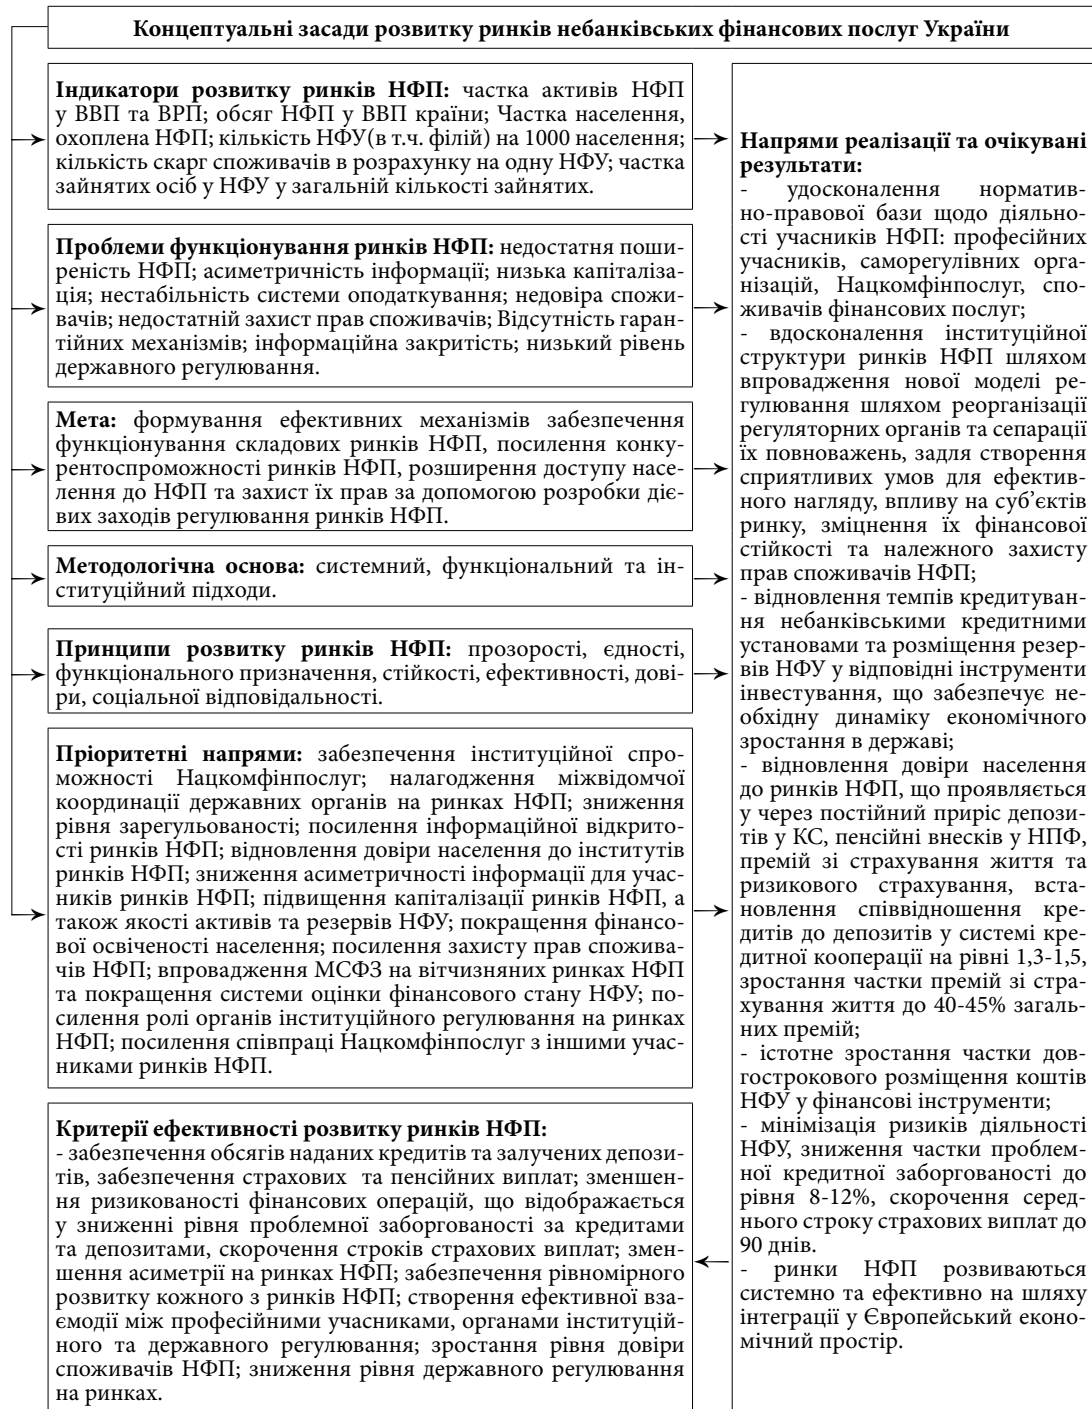 Концептуальні засади розвитку ринків небанківських фінансових послуг України
Індикатори розвитку ринків НФП: частка активів НФП
у ВВП та ВРП; обсяг НФП у ВВП країни; Частка населення,
охоплена НФП; кількість НФУ(в т.ч. філій) на 1000 населення;
кількість скарг споживачів в розрахунку на одну НФУ; частка
зайнятих осіб у НФУ у загальній кількості зайнятих.
Проблеми функціонування ринків НФП: недостатня поши-
реність НФП; асиметричність інформації; низька капіталіза-
ція; нестабільність системи оподаткування; недовіра спожи-
вачів; недостатній захист прав споживачів; Відсутність гаран-
тійних механізмів; інформаційна закритість; низький рівень
державного регулювання.
Мета: формування ефективних механізмів забезпечення
функціонування складових ринків НФП, посилення конку-
рентоспроможності ринків НФП, розширення доступу насе-
лення до НФП та захист їх прав за допомогою розробки діє-
вих заходів регулювання ринків НФП.
Методологічна основа: системний, функціональний та ін-
ституційний підходи.
Принципи розвитку ринків НФП: прозорості, єдності,
функціонального призначення, стійкості, ефективності, дові-
ри, соціальної відповідальності.
Пріоритетні напрями: забезпечення інституційної спро-
можності Нацкомфінпослуг; налагодження міжвідомчої
координації державних органів на ринках НФП; зниження
рівня зарегульованості; посилення інформаційної відкрито-
сті ринків НФП; відновлення довіри населення до інститутів
ринків НФП; зниження асиметричності інформації для учас-
ників ринків НФП; підвищення капіталізації ринків НФП, а
також якості активів та резервів НФУ; покращення фінансо-
вої освіченості населення; посилення захисту прав спожива-
чів НФП; впровадження МСФЗ на вітчизняних ринках НФП
та покращення системи оцінки фінансового стану НФУ; по-
силення ролі органів інституційного регулювання на ринках
НФП; посилення співпраці Нацкомфінпослуг з іншими учас-
никами ринків НФП.
Критерії ефективності розвитку ринків НФП:
- забезпечення обсягів наданих кредитів та залучених депози-
тів, забезпечення страхових та пенсійних виплат; зменшен-
ня ризикованості фінансових операцій, що відображається
у зниженні рівня проблемної заборгованості за кредитами
та депозитами, скорочення строків страхових виплат; змен-
шення асиметрії на ринках НФП; забезпечення рівномірного
розвитку кожного з ринків НФП; створення ефективної вза-
ємодії між професійними учасниками, органами інституцій-
ного та державного регулювання; зростання рівня довіри
споживачів НФП; зниження рівня державного регулювання
на ринках.
Напрями реалізації та очікувані
результати:
- удосконалення норматив-
но-правової бази щодо діяльно-
сті учасників НФП: професійних
учасників, саморегулівних орга-
нізацій, Нацкомфінпослуг, спо-
живачів фінансових послуг;
- вдосконалення інституційної
структури ринків НФП шляхом
впровадження нової моделі ре-
гулювання шляхом реорганізації
регуляторних органів та сепарації
їх повноважень, задля створення
сприятливих умов для ефектив-
ного нагляду, впливу на суб’єктів
ринку, зміцнення їх фінансової
стійкості та належного захисту
прав споживачів НФП;
- відновлення темпів кредитуван-
ня небанківськими кредитними
установами та розміщення резер-
вів НФУ у відповідні інструменти
інвестування, що забезпечує не-
обхідну динаміку економічного
зростання в державі;
- відновлення довіри населення
до ринків НФП, що проявляється
у через постійний приріс депози-
тів у КС, пенсійні внесків у НПФ,
премій зі страхування життя та
ризикового страхування, вста-
новлення співвідношення кре-
дитів до депозитів у системі кре-
дитної кооперації на рівні 1,3-1,5,
зростання частки премій зі стра-
хування життя до 40-45% загаль-
них премій;
- істотне зростання частки дов-
гострокового розміщення коштів
НФУ у фінансові інструменти;
- мінімізація ризиків діяльності
НФУ, зниження частки проблем-
ної кредитної заборгованості до
рівня 8-12%, скорочення серед-
нього строку страхових виплат до
90 днів.
- ринки НФП розвиваються
системно та ефективно на шляху
інтеграції у Європейський еконо-
мічний простір.